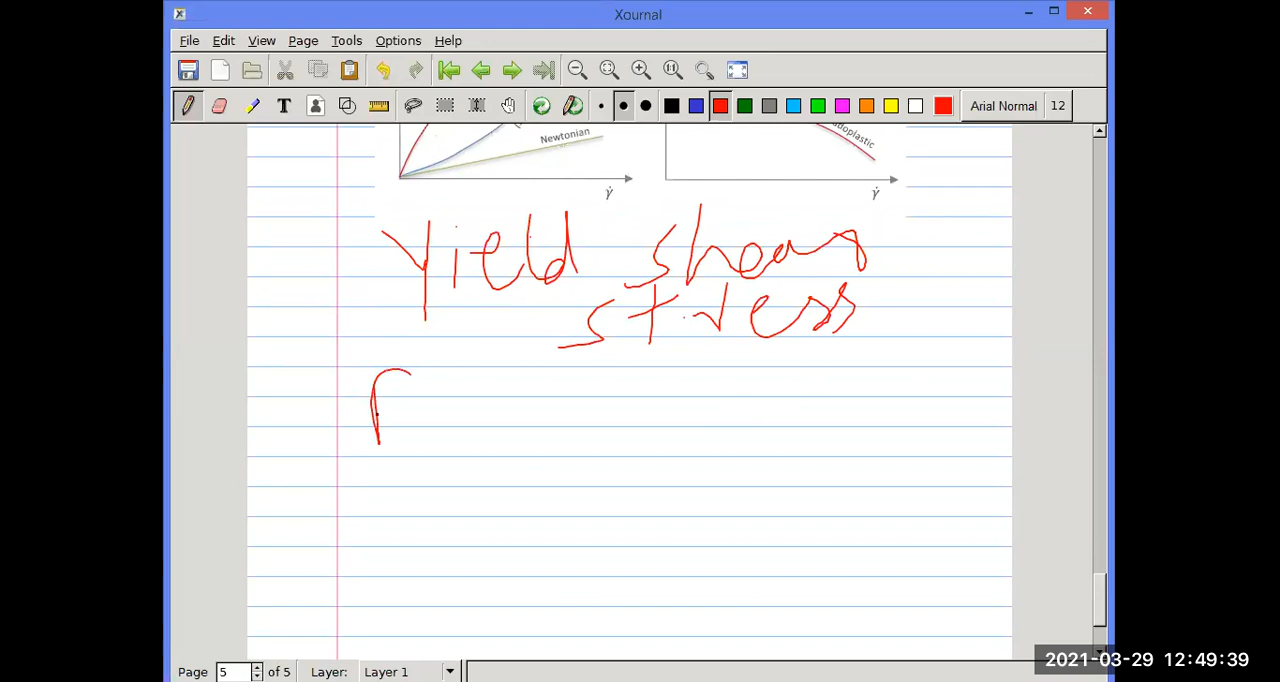 Xournal
File Edit View Page Tools Options Help
Arial Normal 12
Newtonian
γ̇
γ̇
Yield shear
stress
Page 5 of 5 Layer: Layer 1
2021-03-29 12:49:39